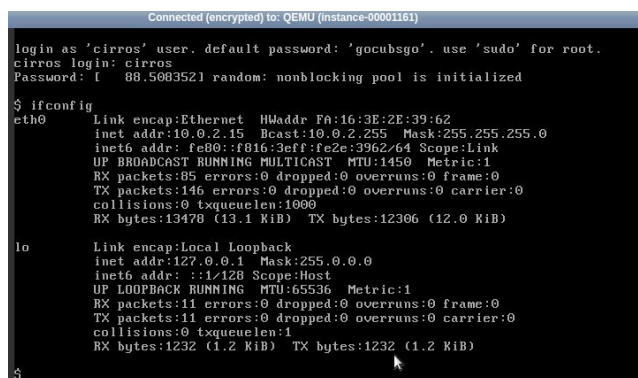 Connected (encrypted) to: QEMU (instance-00001161)
login as 'cirros' user. default password: 'gocubsgo'. use 'sudo' for root.
cirros login: cirros
Password: [   88.508352] random: nonblocking pool is initialized
$ ifconfig
eth0      Link encap:Ethernet  HWaddr FA:16:3E:2E:39:62
          inet addr:10.0.2.15  Bcast:10.0.2.255  Mask:255.255.255.0
          inet6 addr: fe80::f816:3eff:fe2e:3962/64 Scope:Link
          UP BROADCAST RUNNING MULTICAST  MTU:1450  Metric:1
          RX packets:85 errors:0 dropped:0 overruns:0 frame:0
          TX packets:146 errors:0 dropped:0 overruns:0 carrier:0
          collisions:0 txqueuelen:1000
          RX bytes:13478 (13.1 KiB)  TX bytes:12306 (12.0 KiB)
lo        Link encap:Local Loopback
          inet addr:127.0.0.1  Mask:255.0.0.0
          inet6 addr: ::1/128 Scope:Host
          UP LOOPBACK RUNNING  MTU:65536  Metric:1
          RX packets:11 errors:0 dropped:0 overruns:0 frame:0
          TX packets:11 errors:0 dropped:0 overruns:0 carrier:0
          collisions:0 txqueuelen:1
          RX bytes:1232 (1.2 KiB)  TX bytes:1232 (1.2 KiB)
$